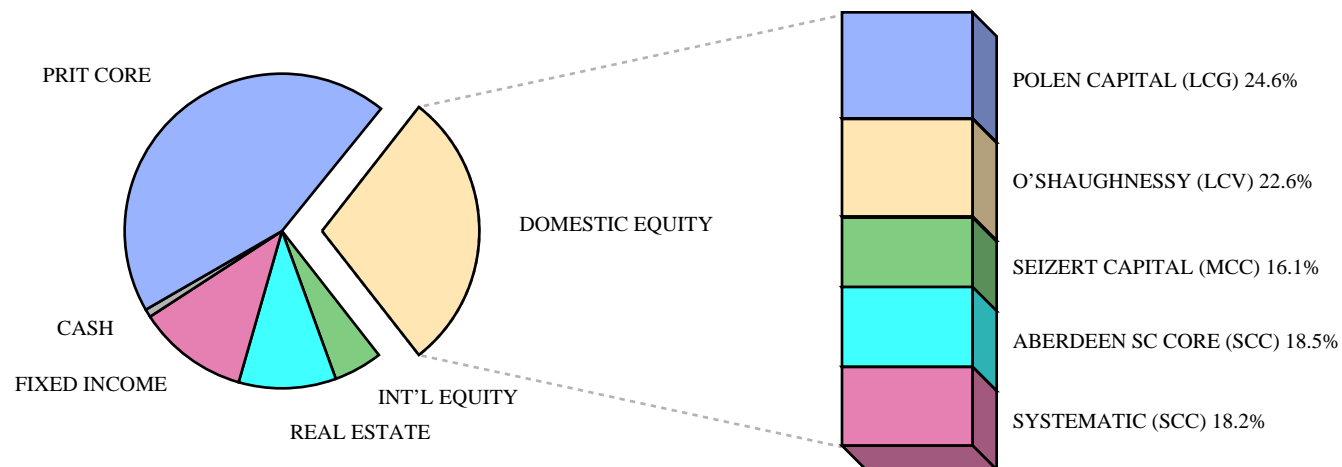 PRIT CORE
CASH
FIXED INCOME
REAL ESTATE
INT'L EQUITY
DOMESTIC EQUITY
POLEN CAPITAL (LCG) 24.6%
O'SHAUGHNESSY (LCV) 22.6%
SEIZERT CAPITAL (MCC) 16.1%
ABERDEEN SC CORE (SCC) 18.5%
SYSTEMATIC (SCC) 18.2%